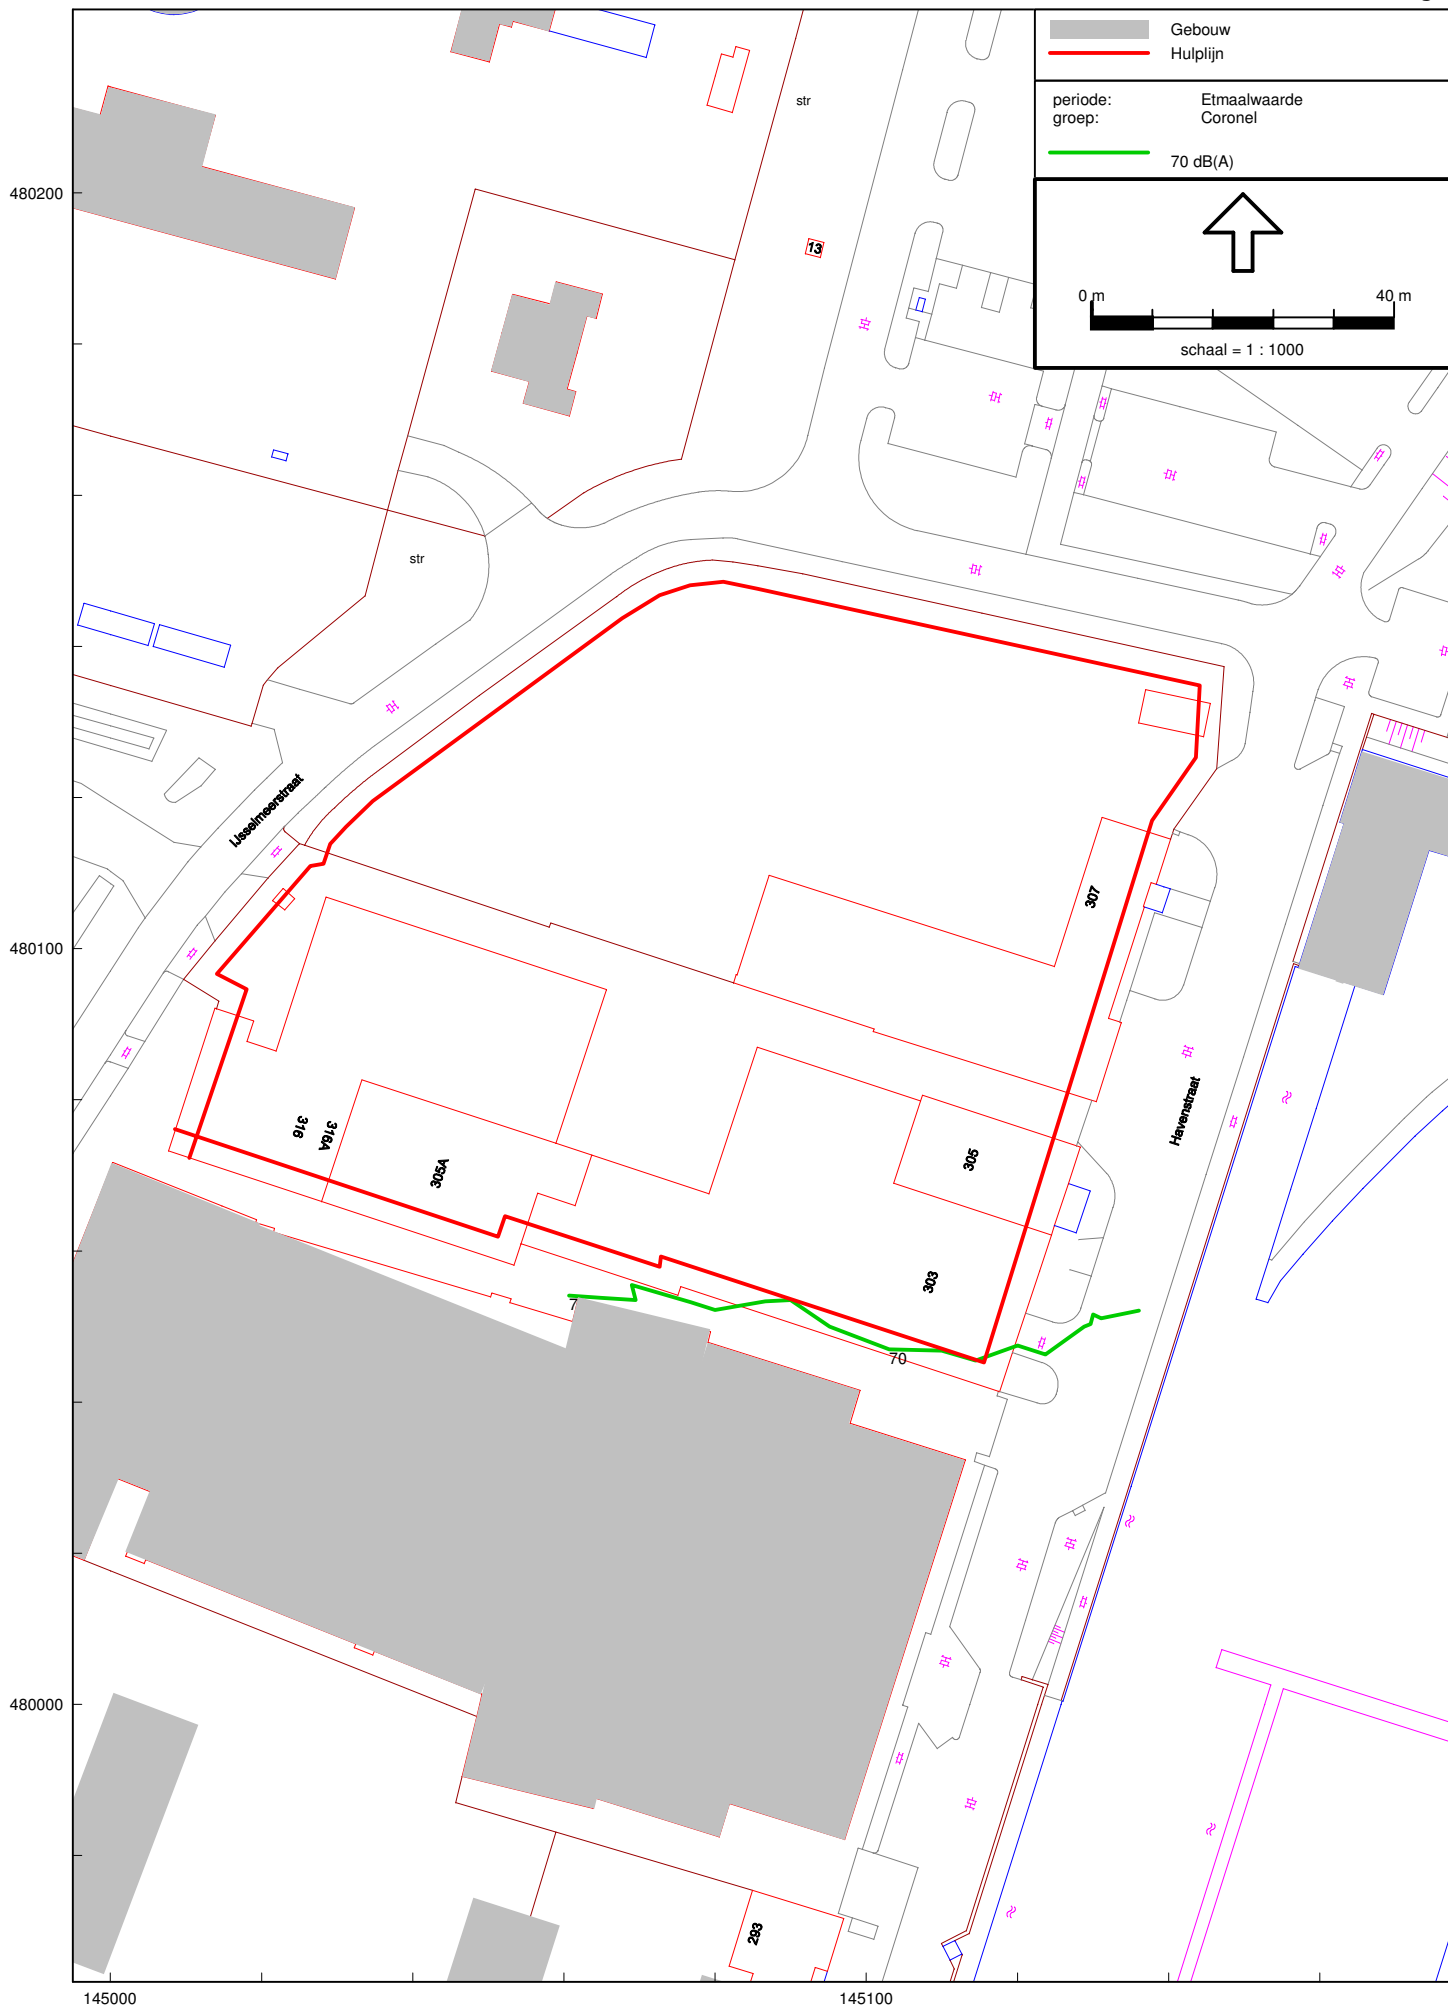 Gebouw
Hulplijn
periode: Etmaalwaarde
groep: Coronel
70 dB(A)
0 m 40 m
schaal = 1 : 1000
str
480200
13
str
IJsselmeerstraat
307
480100
Havenstraat
316
316A
305A
305
303
7
70
480000
293
145000
145100